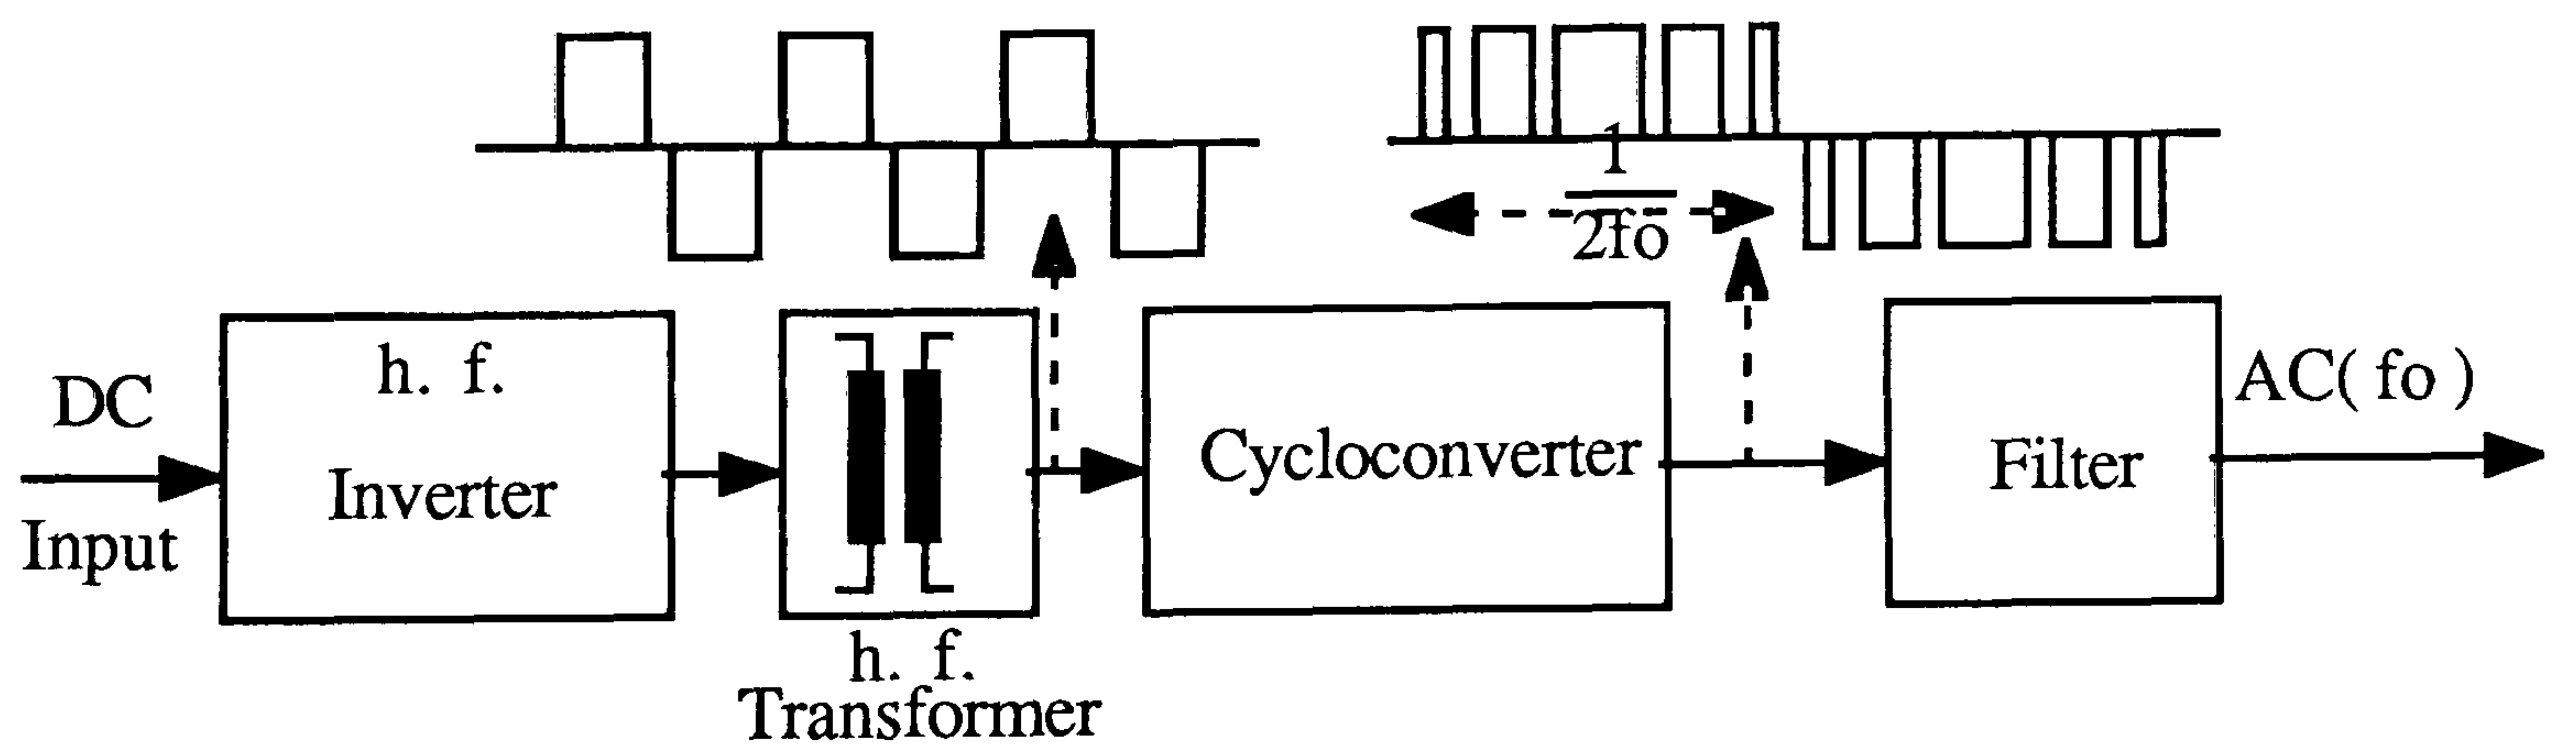 1
2fo
DC
Input
h. f.
Inverter
h. f.
Transformer
Cycloconverter
Filter
AC( fo )